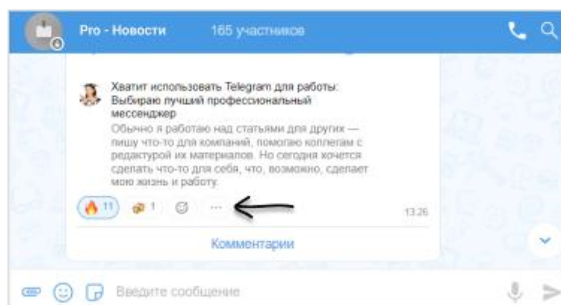 Pro - Новости 165 участников
Хватит использовать Telegram для работы:
Выбираю лучший профессиональный
мессенджер
Обычно я работаю над статьями для других —
пишу что-то для компаний, помогаю коллегам с
редактурой их материалов. Но сегодня хочется
сделать что-то для себя, что, возможно, сделает
мою жизнь и работу.
11 1 ...
13:26
Комментарии
Введите сообщение